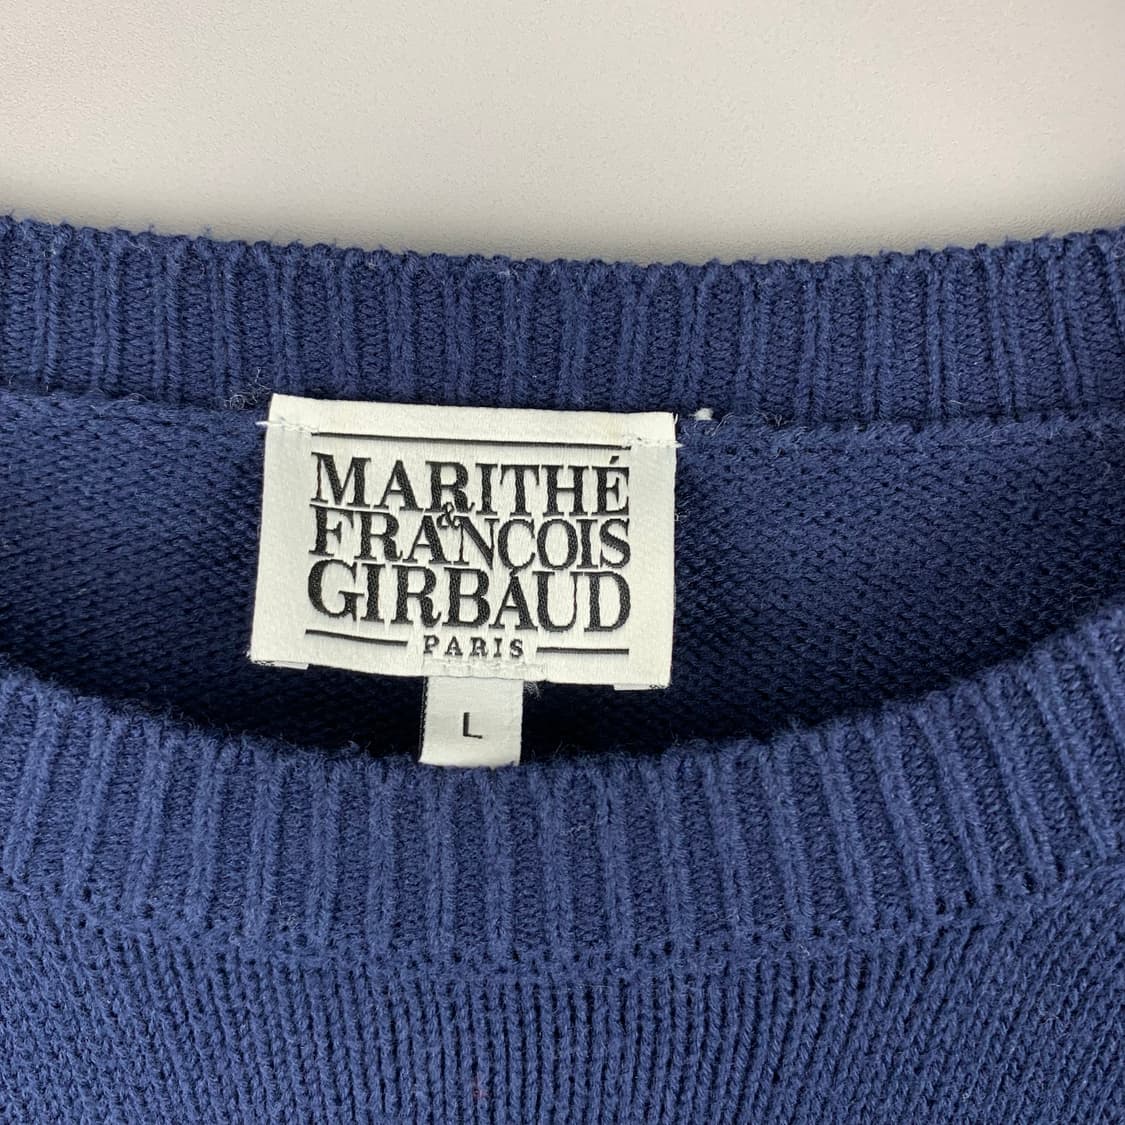 MARITHÉ
&
FRANCOIS
GIRBAUD
PARIS
L